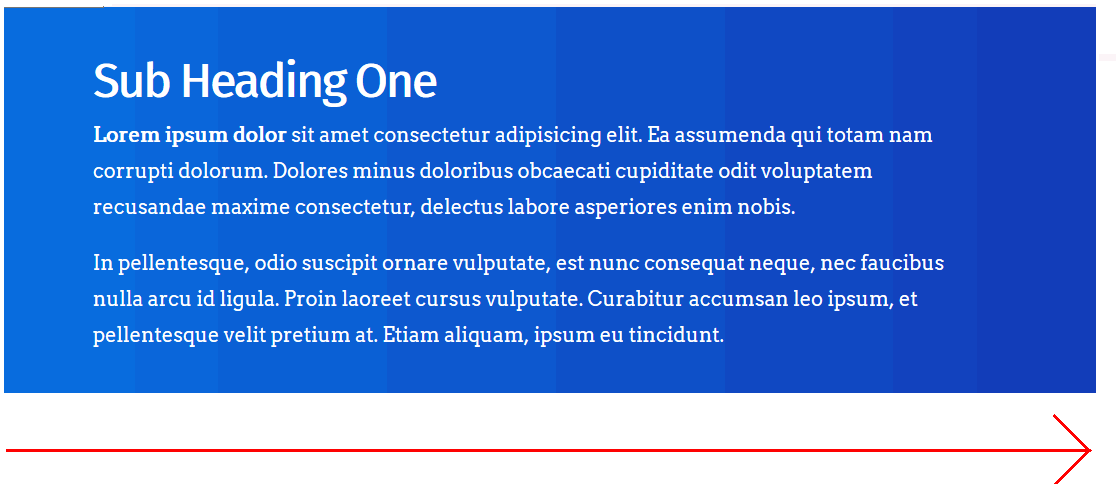 Sub Heading One
Lorem ipsum dolor sit amet consectetur adipisicing elit. Ea assumenda qui totam nam
corrupti dolorum. Dolores minus doloribus obcaecati cupiditate odit voluptatem
recusandae maxime consectetur, delectus labore asperiores enim nobis.
In pellentesque, odio suscipit ornare vulputate, est nunc consequat neque, nec faucibus
nulla arcu id ligula. Proin laoreet cursus vulputate. Curabitur accumsan leo ipsum, et
pellentesque velit pretium at. Etiam aliquam, ipsum eu tincidunt.